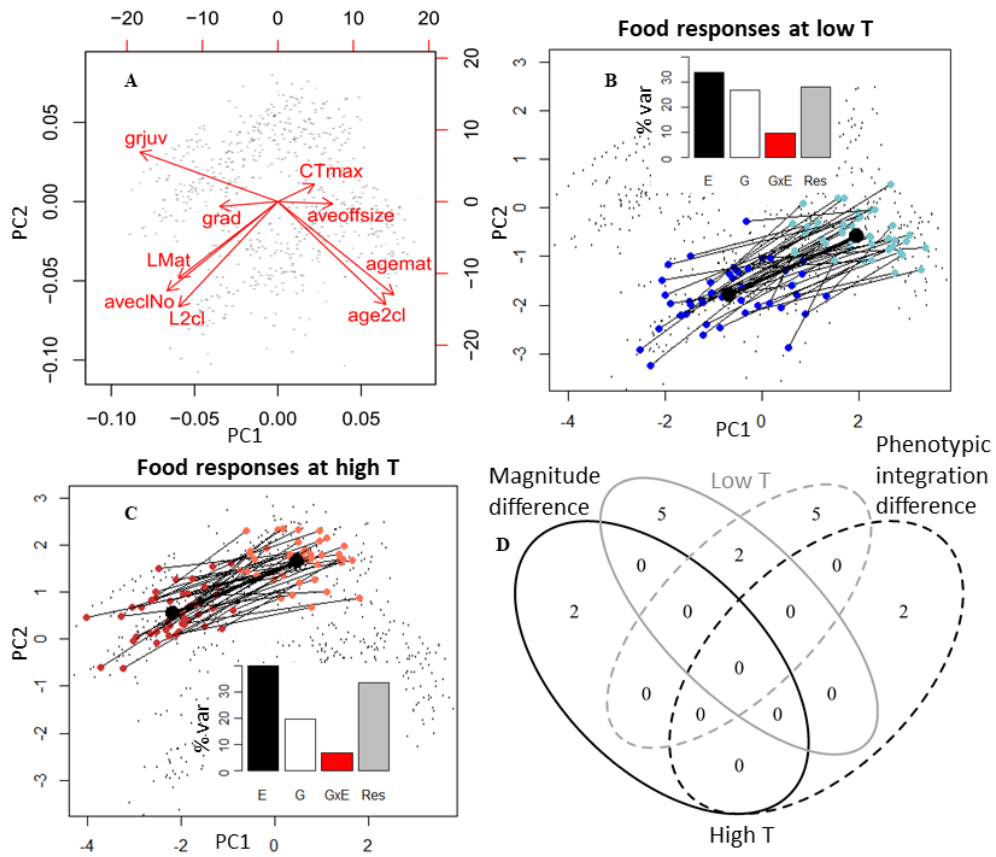 −20 −10 0 10 20
A
0.05
0.00
−0.05
−0.10
PC2
20
10
0
−10
−20
grjuv
CTmax
grad
aveoffsize
LMat
agemat
aveclNo
L2cl
age2cl
−0.10 −0.05 0.00 0.05
PC1
Food responses at low T
B
3
2
1
0
-1
-2
-3
PC2
% var
0 10 20 30
E G GxE Res
-4 -2 0 2
PC1
Food responses at high T
C
3
2
1
0
-1
-2
-3
PC2
% var
0 10 20 30
E G GxE Res
-4 -2 0 2
PC1
Magnitude
difference
Low T
Phenotypic
integration
difference
D
5 5
2
0 0
2 0 0 2
0
0 0
0 0
0
High T